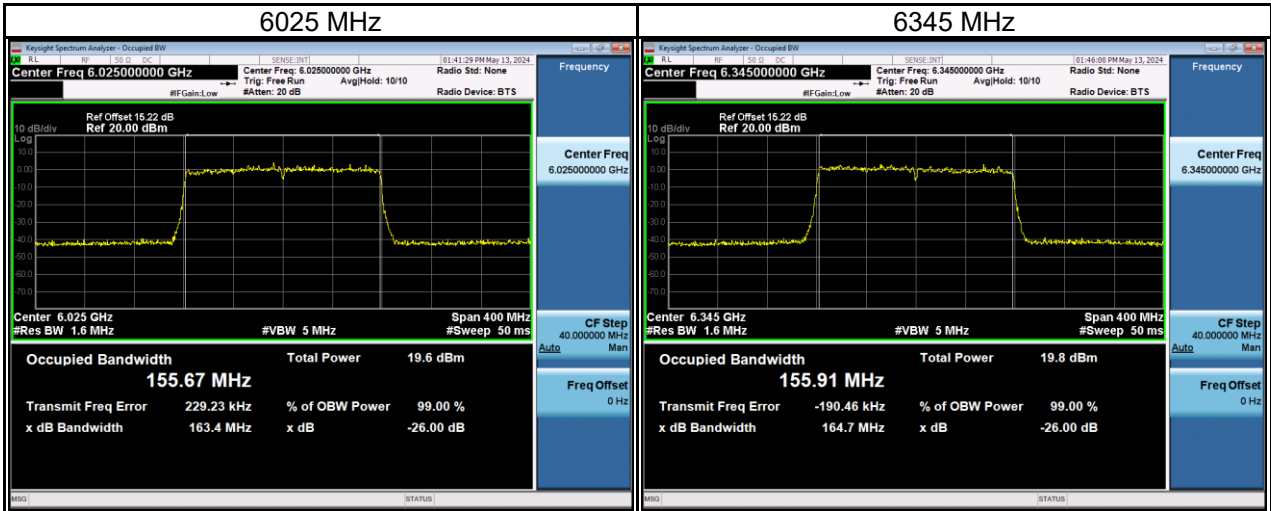 6025 MHz
Keysight Spectrum Analyzer - Occupied BW
RL RF 50 Ω DC SENSE:INT 01:41:29 PM May 13, 2024
Center Freq 6.025000000 GHz
Center Freq: 6.025000000 GHz
Radio Std: None
Trig: Free Run Avg|Hold: 10/10
#IFGain:Low
#Atten: 20 dB
Radio Device: BTS
Ref Offset 15.22 dB
10 dB/div Ref 20.00 dBm
Log
10.0
0.00
-10.0
-20.0
-30.0
-40.0
-50.0
-60.0
-70.0
Center 6.025 GHz Span 400 MHz
#Res BW 1.6 MHz #VBW 5 MHz #Sweep 50 ms
Occupied Bandwidth Total Power 19.6 dBm
155.67 MHz
Transmit Freq Error 229.23 kHz % of OBW Power 99.00 %
x dB Bandwidth 163.4 MHz x dB -26.00 dB
MSG STATUS
Frequency
Center Freq
6.025000000 GHz
CF Step
40.000000 MHz
Auto Man
Freq Offset
0 Hz
6345 MHz
Keysight Spectrum Analyzer - Occupied BW
RL RF 50 Ω DC SENSE:INT 01:46:00 PM May 13, 2024
Center Freq 6.345000000 GHz
Center Freq: 6.345000000 GHz
Radio Std: None
Trig: Free Run Avg|Hold: 10/10
#IFGain:Low
#Atten: 20 dB
Radio Device: BTS
Ref Offset 15.22 dB
10 dB/div Ref 20.00 dBm
Log
10.0
0.00
-10.0
-20.0
-30.0
-40.0
-50.0
-60.0
-70.0
Center 6.345 GHz Span 400 MHz
#Res BW 1.6 MHz #VBW 5 MHz #Sweep 50 ms
Occupied Bandwidth Total Power 19.8 dBm
155.91 MHz
Transmit Freq Error -190.46 kHz % of OBW Power 99.00 %
x dB Bandwidth 164.7 MHz x dB -26.00 dB
MSG STATUS
Frequency
Center Freq
6.345000000 GHz
CF Step
40.000000 MHz
Auto Man
Freq Offset
0 Hz